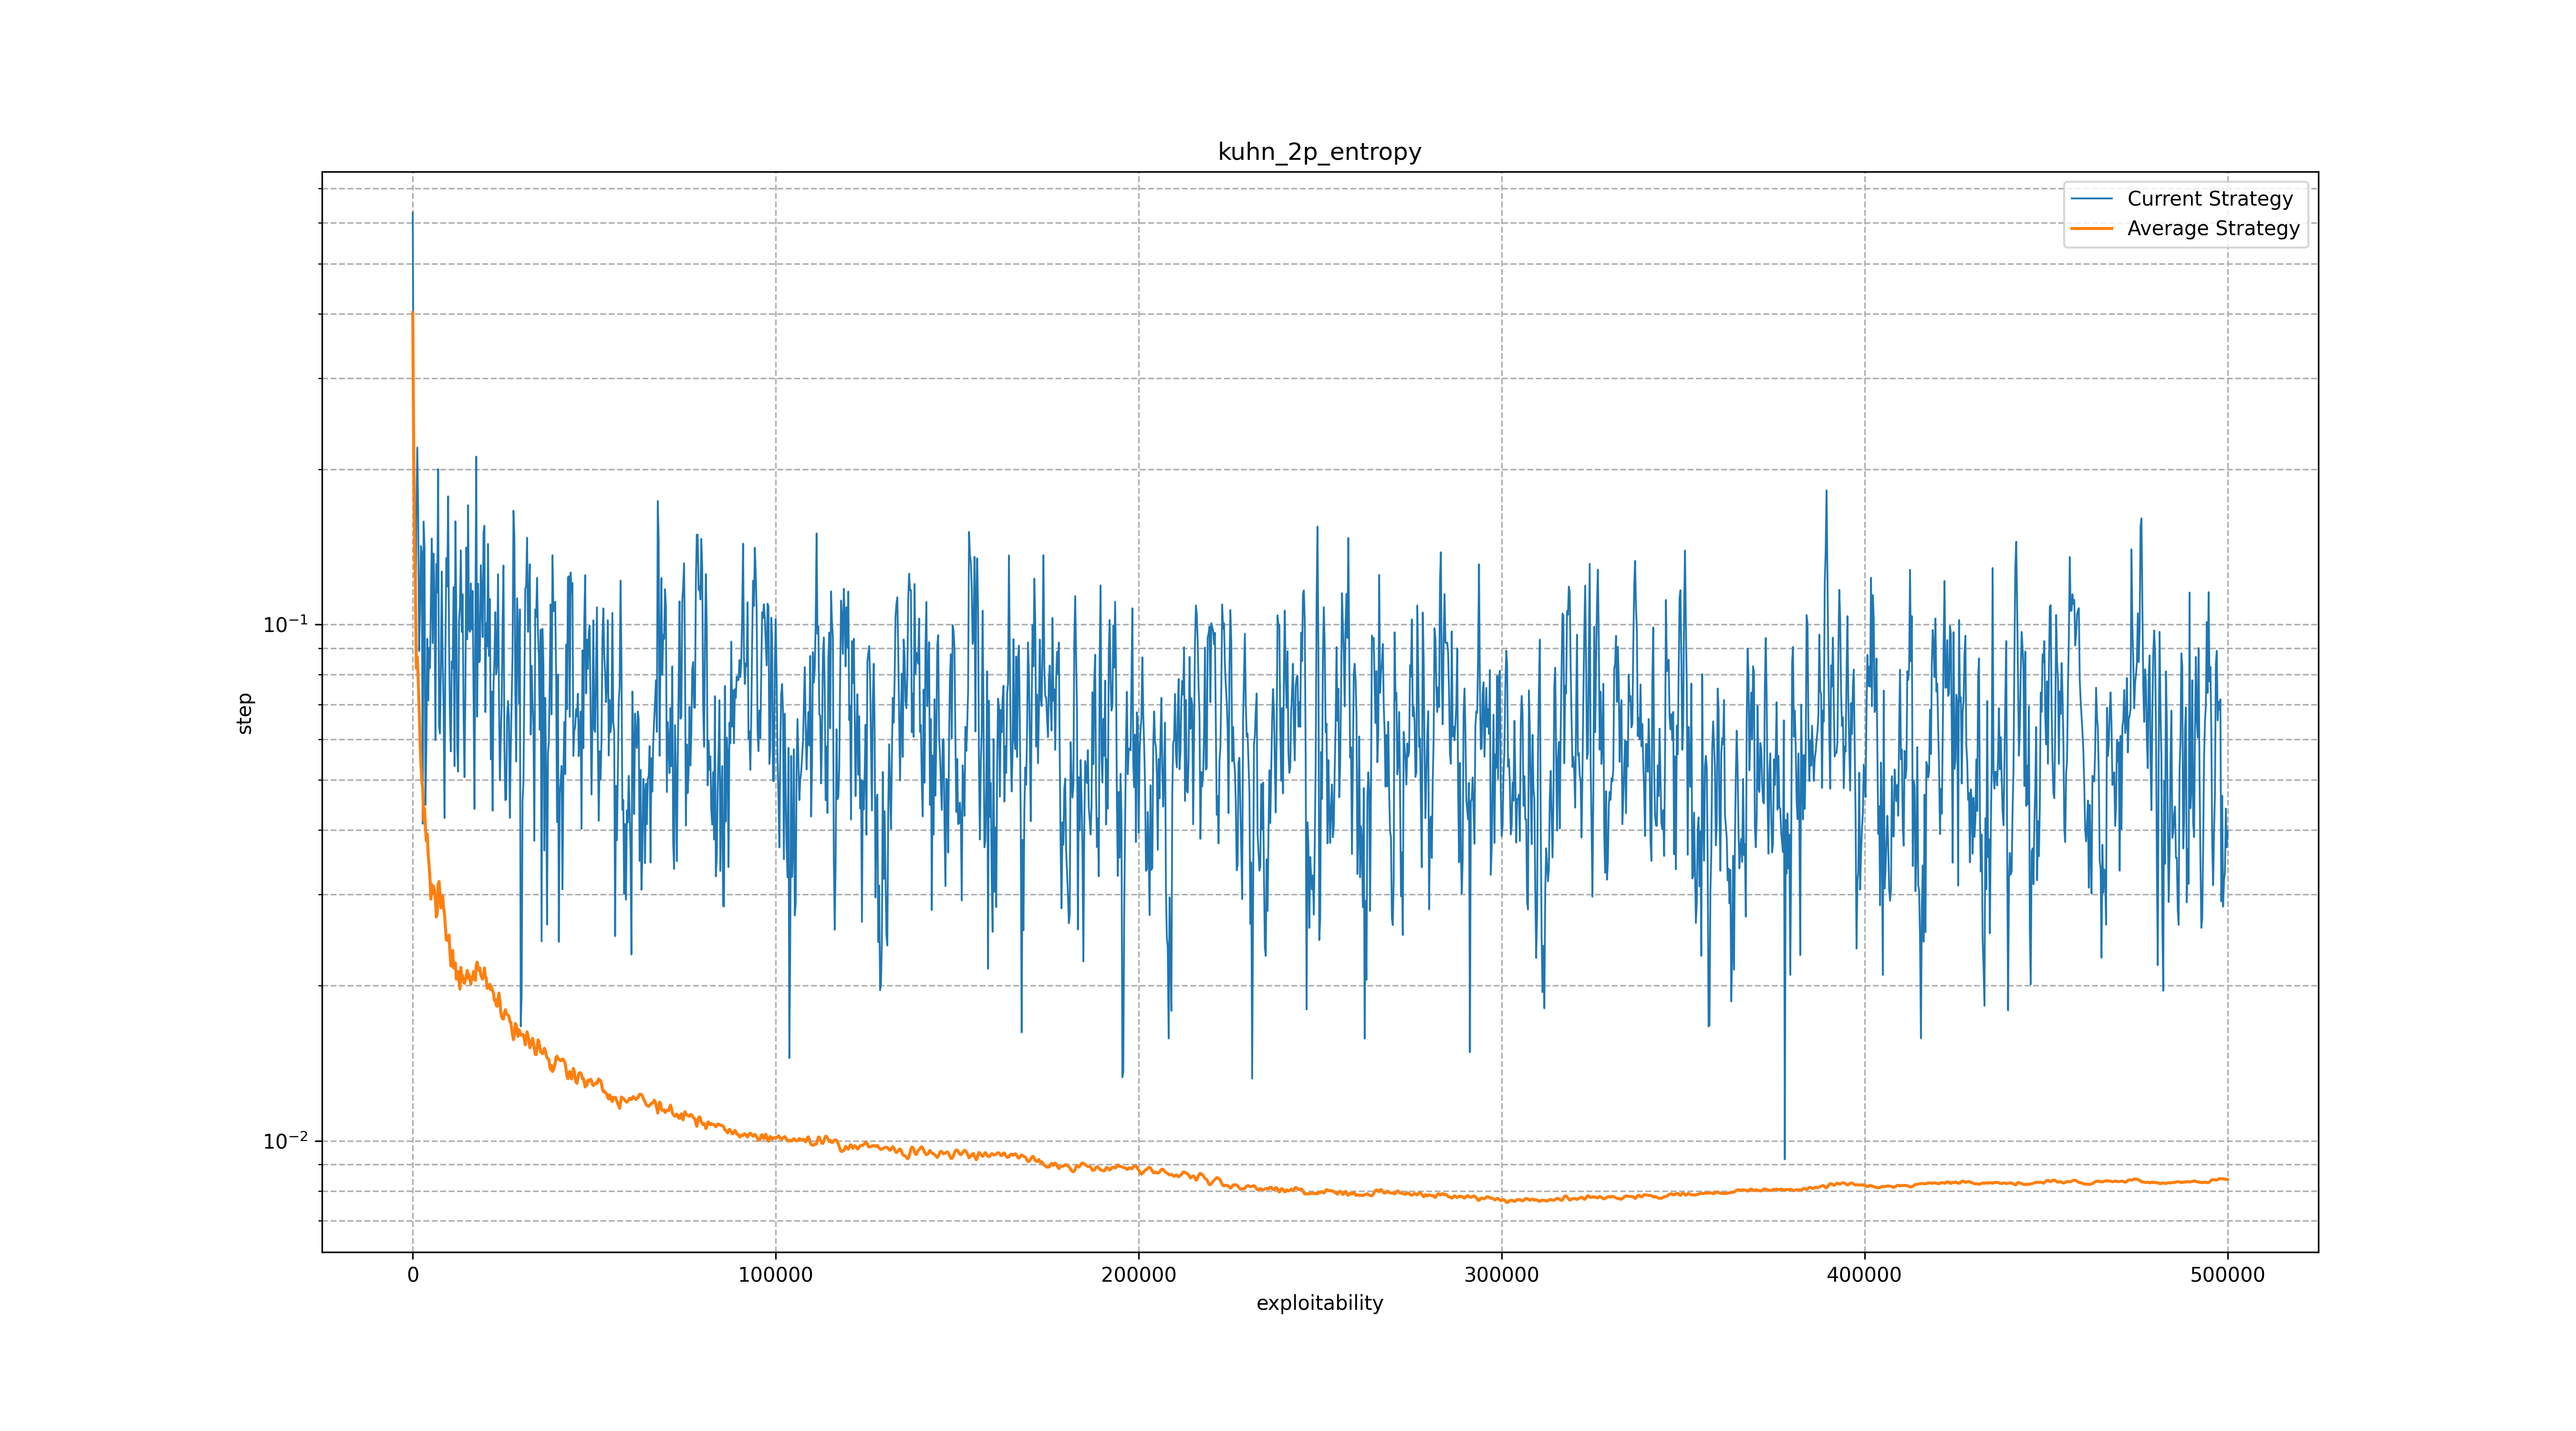 kuhn_2p_entropy
Current Strategy
Average Strategy
step
10⁻¹
10⁻²
0 100000 200000 300000 400000 500000
exploitability